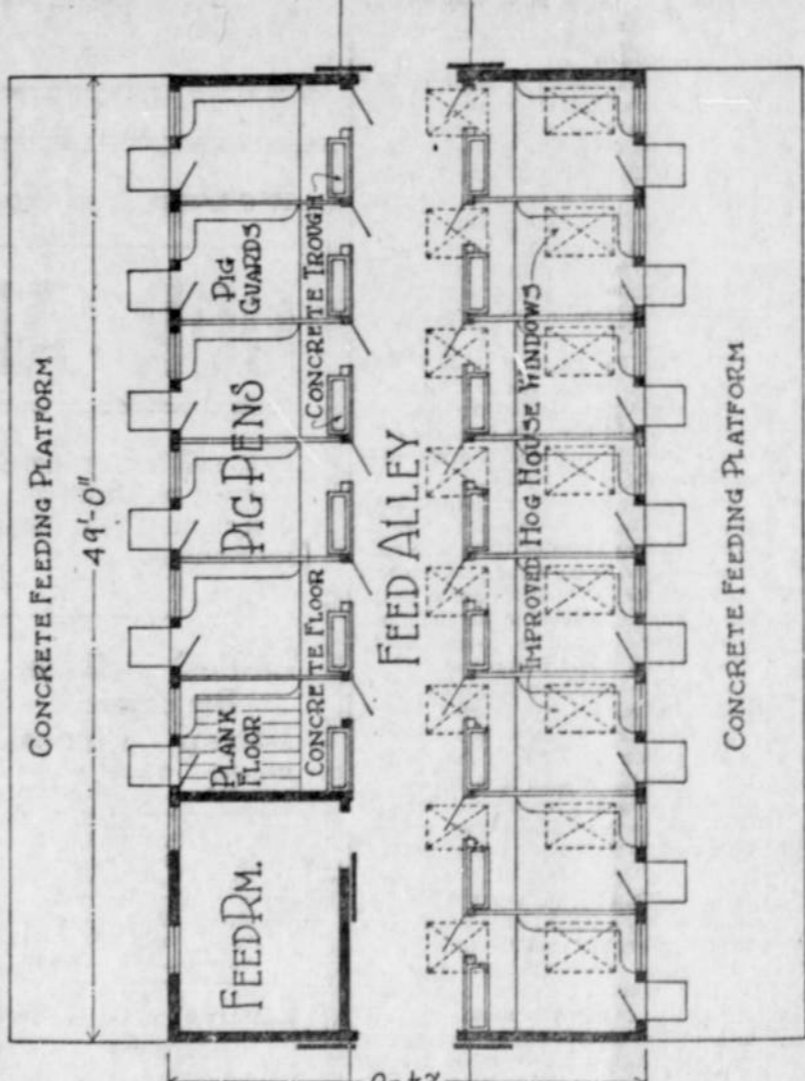 CONCRETE FEEDING PLATFORM
49'-0"
PIG
GUARDS
PIG PENS
CONCRETE TROUGH
CONCRETE FLOOR
PLANK
FLOOR
FEED RM.
FEED ALLEY
IMPROVED HOG HOUSE WINDOWS
CONCRETE FEEDING PLATFORM